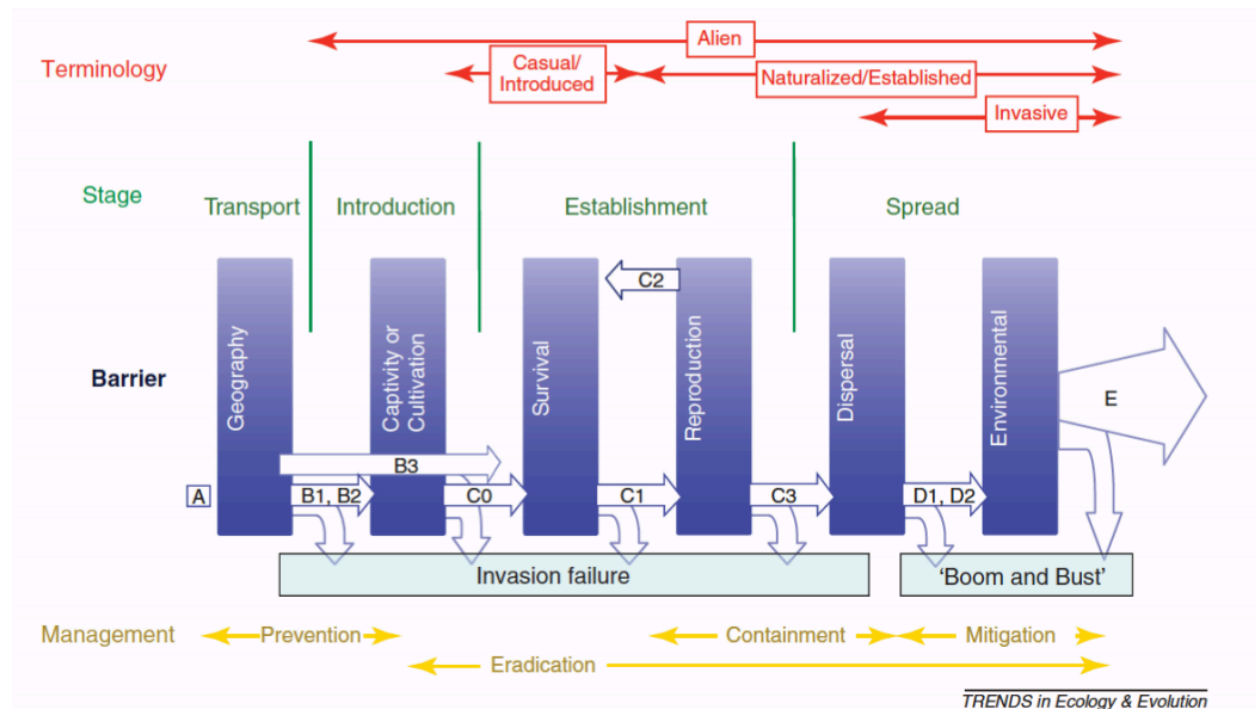 Alien
Terminology
Casual/
Introduced
Naturalized/Established
Invasive
Stage
Transport
Introduction
Establishment
Spread
Barrier
Geography
Captivity or
Cultivation
Survival
Reproduction
Dispersal
Environmental
C2
E
B3
A
B1, B2
C0
C1
C3
D1, D2
Invasion failure
‘Boom and Bust’
Management
Prevention
Containment
Mitigation
Eradication
TRENDS in Ecology & Evolution